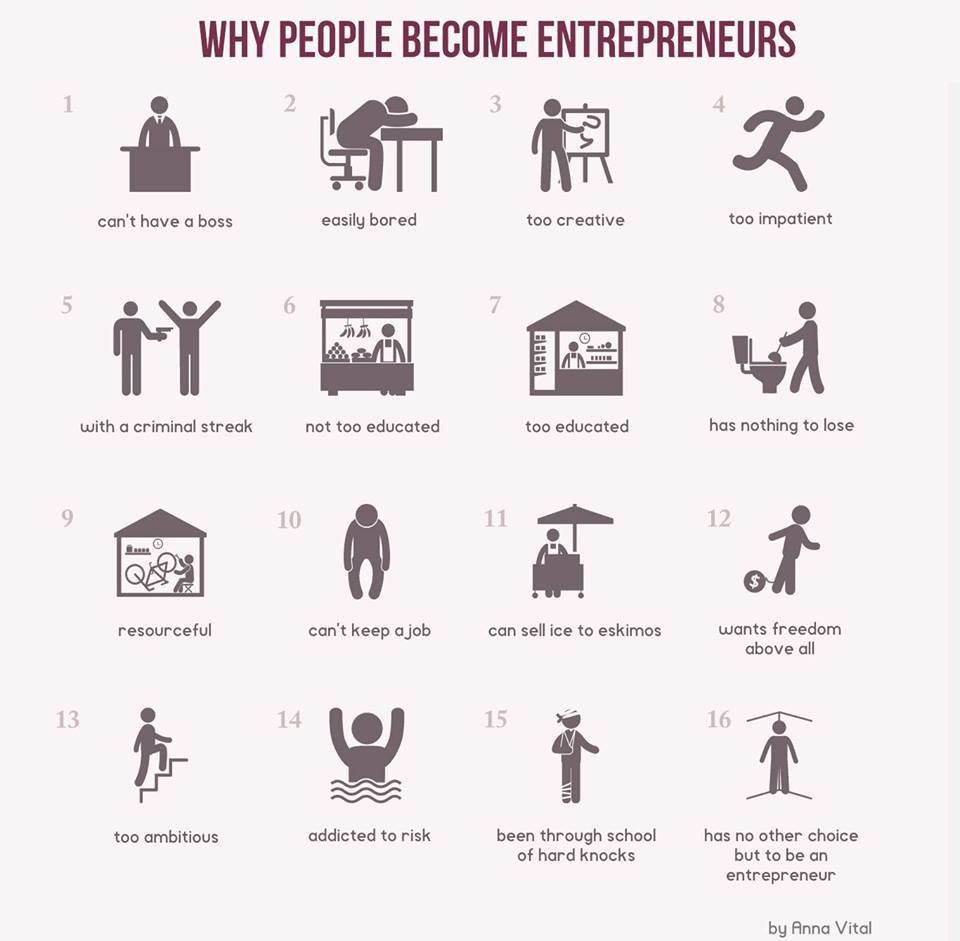 WHY PEOPLE BECOME ENTREPRENEURS
1
can't have a boss
2
easily bored
3
too creative
4
too impatient
5
with a criminal streak
6
not too educated
7
too educated
8
has nothing to lose
9
resourceful
10
can't keep a job
11
can sell ice to eskimos
12
$
wants freedom
above all
13
too ambitious
14
addicted to risk
15
been through school
of hard knocks
16
has no other choice
but to be an
entrepreneur
by Anna Vital